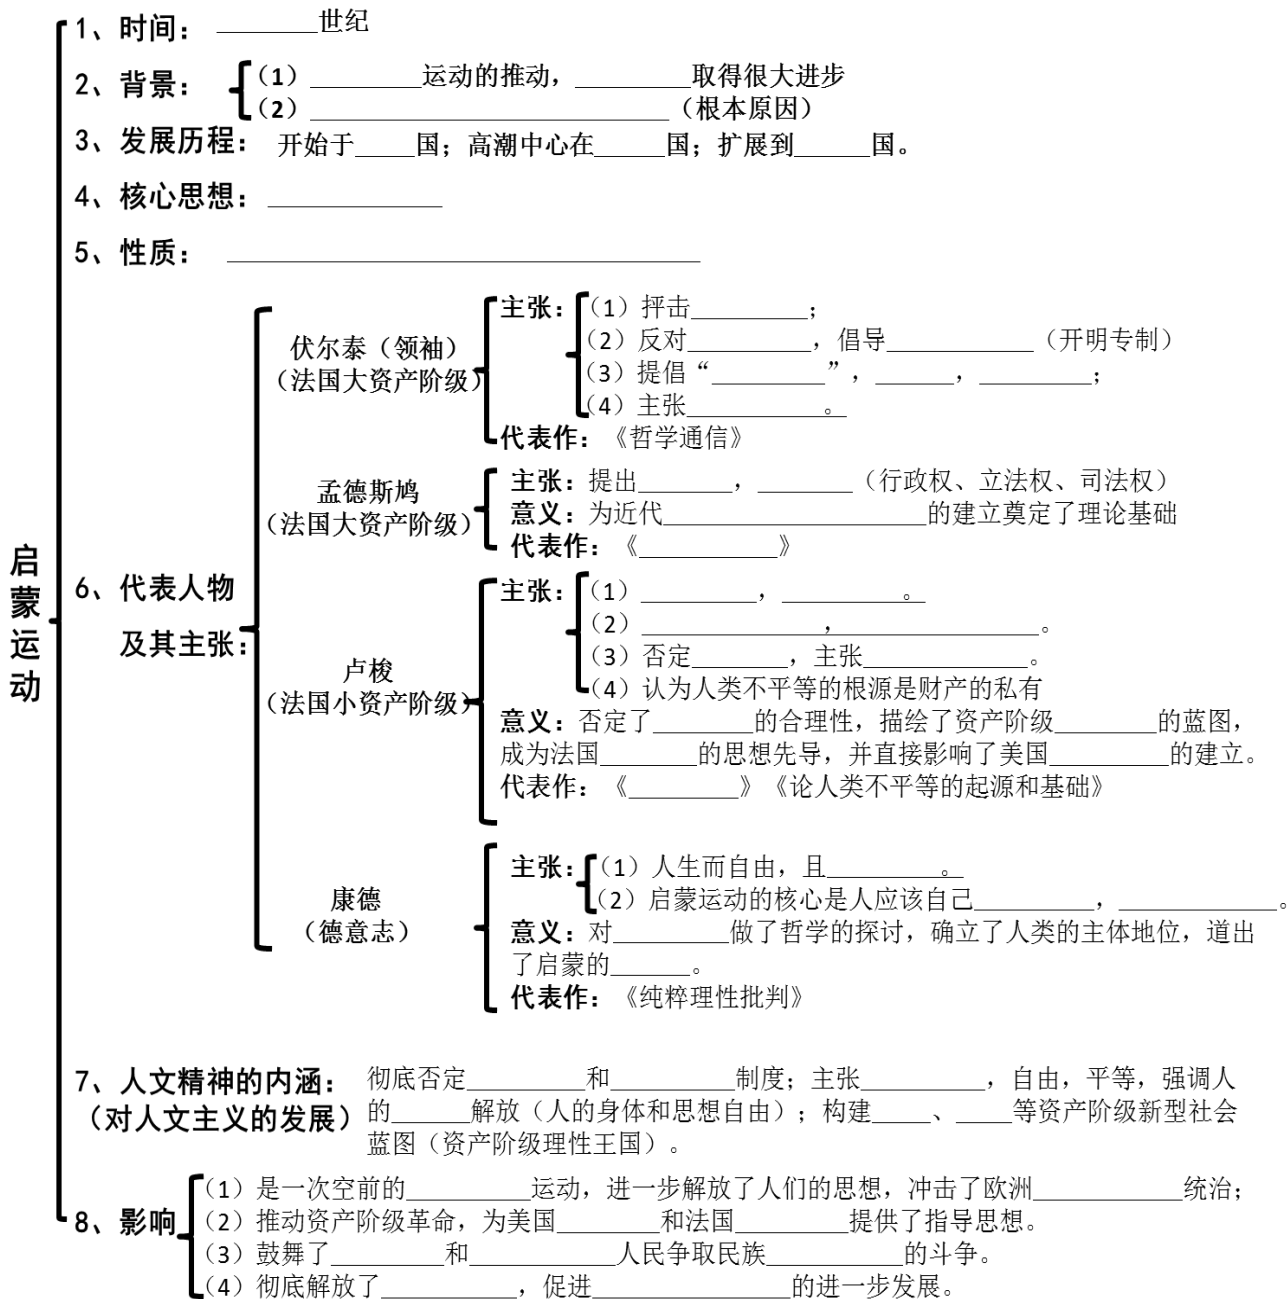 启蒙运动
1、时间：________世纪
2、背景：
（1）_________运动的推动，_________取得很大进步
（2）_____________________________（根本原因）
3、发展历程：开始于_____国；高潮中心在______国；扩展到______国。
4、核心思想：______________
5、性质：______________________________________
6、代表人物
及其主张：
伏尔泰（领袖）
（法国大资产阶级）
主张：（1）抨击_________；
（2）反对__________，倡导____________（开明专制）
（3）提倡“_________”，______，_________；
（4）主张___________。
代表作：《哲学通信》
孟德斯鸠
（法国大资产阶级）
主张：提出________，________（行政权、立法权、司法权）
意义：为近代_____________________的建立奠定了理论基础
代表作：《___________》
卢梭
（法国小资产阶级）
主张：（1）_________，__________。
（2）_______________，_________________。
（3）否定________，主张_____________。
（4）认为人类不平等的根源是财产的私有
意义：否定了________的合理性，描绘了资产阶级________的蓝图，
成为法国________的思想先导，并直接影响了美国__________的建立。
代表作：《_________》《论人类不平等的起源和基础》
康德
（德意志）
主张：（1）人生而自由，且_________。
（2）启蒙运动的核心是人应该自己__________，_____________。
意义：对_________做了哲学的探讨，确立了人类的主体地位，道出
了启蒙的______。
代表作：《纯粹理性批判》
7、人文精神的内涵：
（对人文主义的发展）
彻底否定_________和__________制度；主张__________，自由，平等，强调人
的______解放（人的身体和思想自由）；构建_____、_____等资产阶级新型社会
蓝图（资产阶级理性王国）。
8、影响
（1）是一次空前的__________运动，进一步解放了人们的思想，冲击了欧洲____________统治；
（2）推动资产阶级革命，为美国________和法国_________提供了指导思想。
（3）鼓舞了_________和____________人民争取民族___________的斗争。
（4）彻底解放了___________，促进________________的进一步发展。